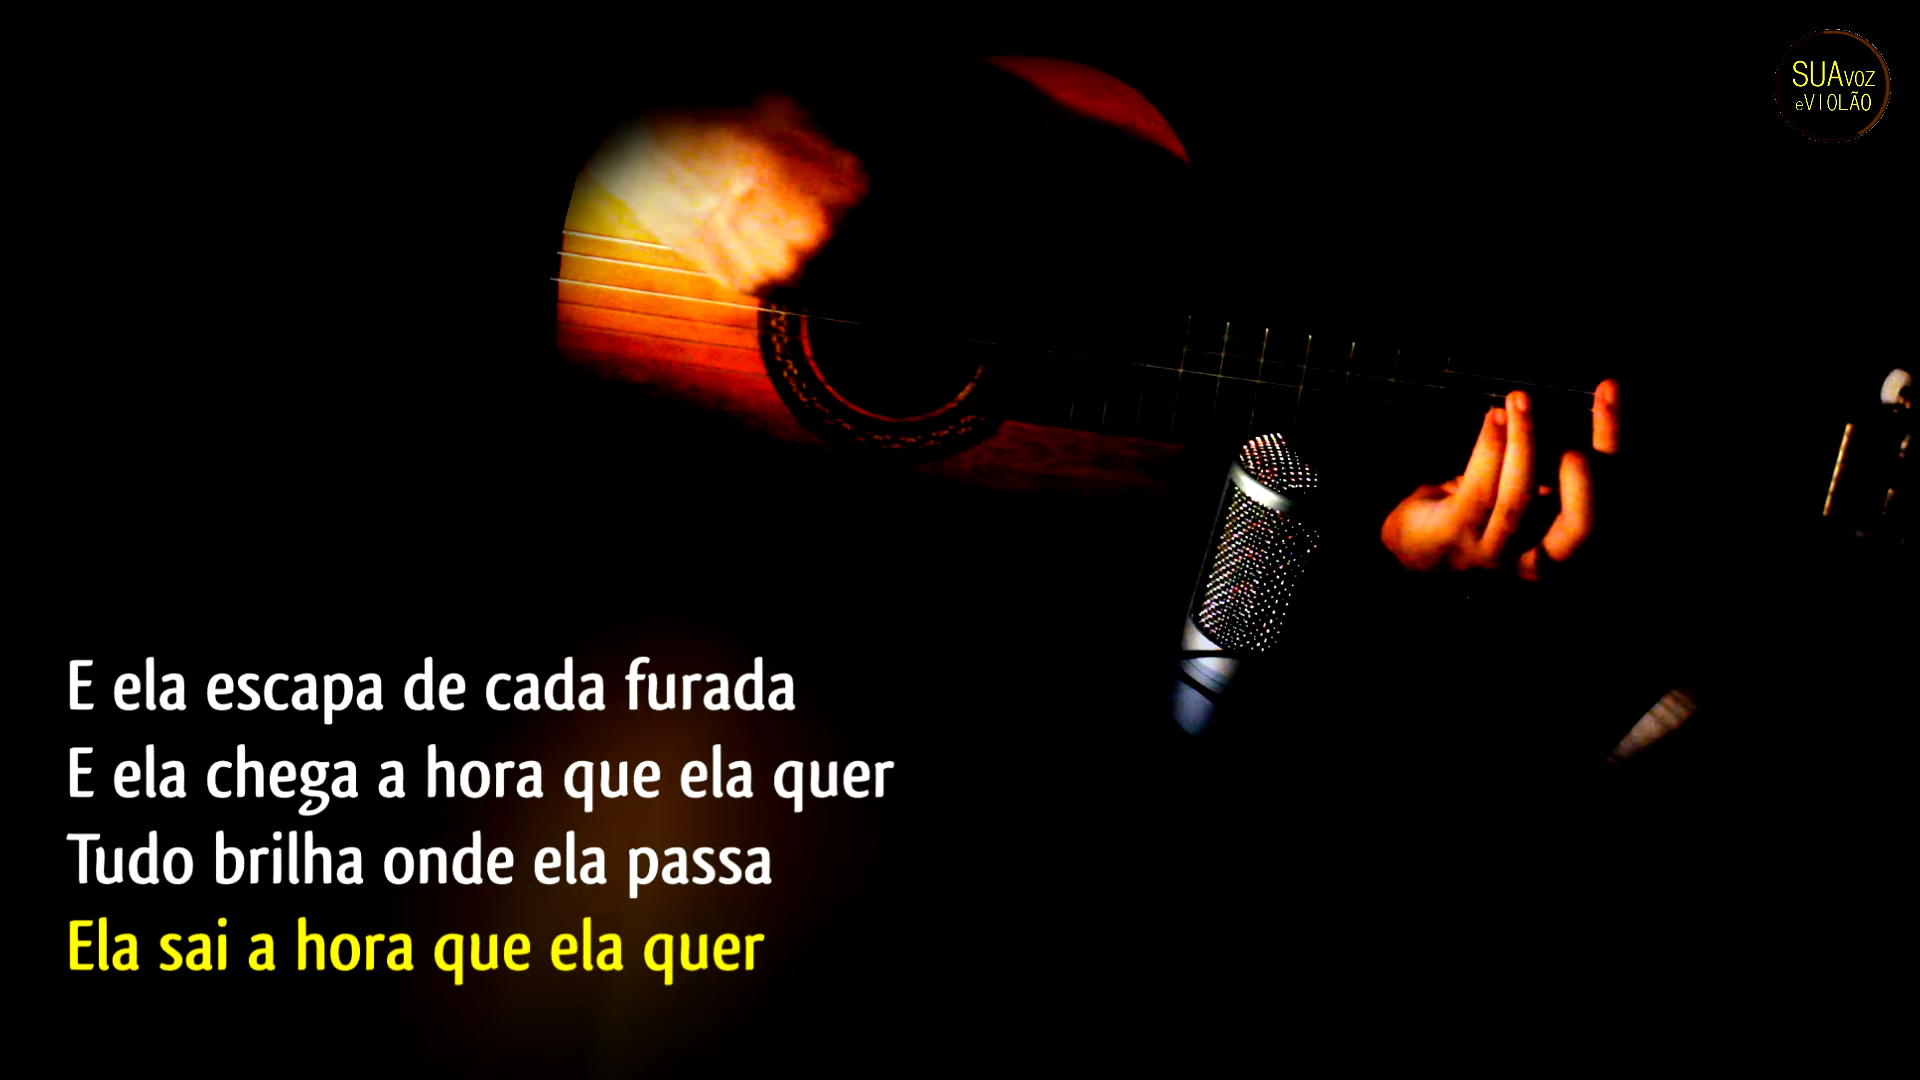 SUAVOZ
eVIOLÃO
E ela escapa de cada furada
E ela chega a hora que ela quer
Tudo brilha onde ela passa
Ela sai a hora que ela quer